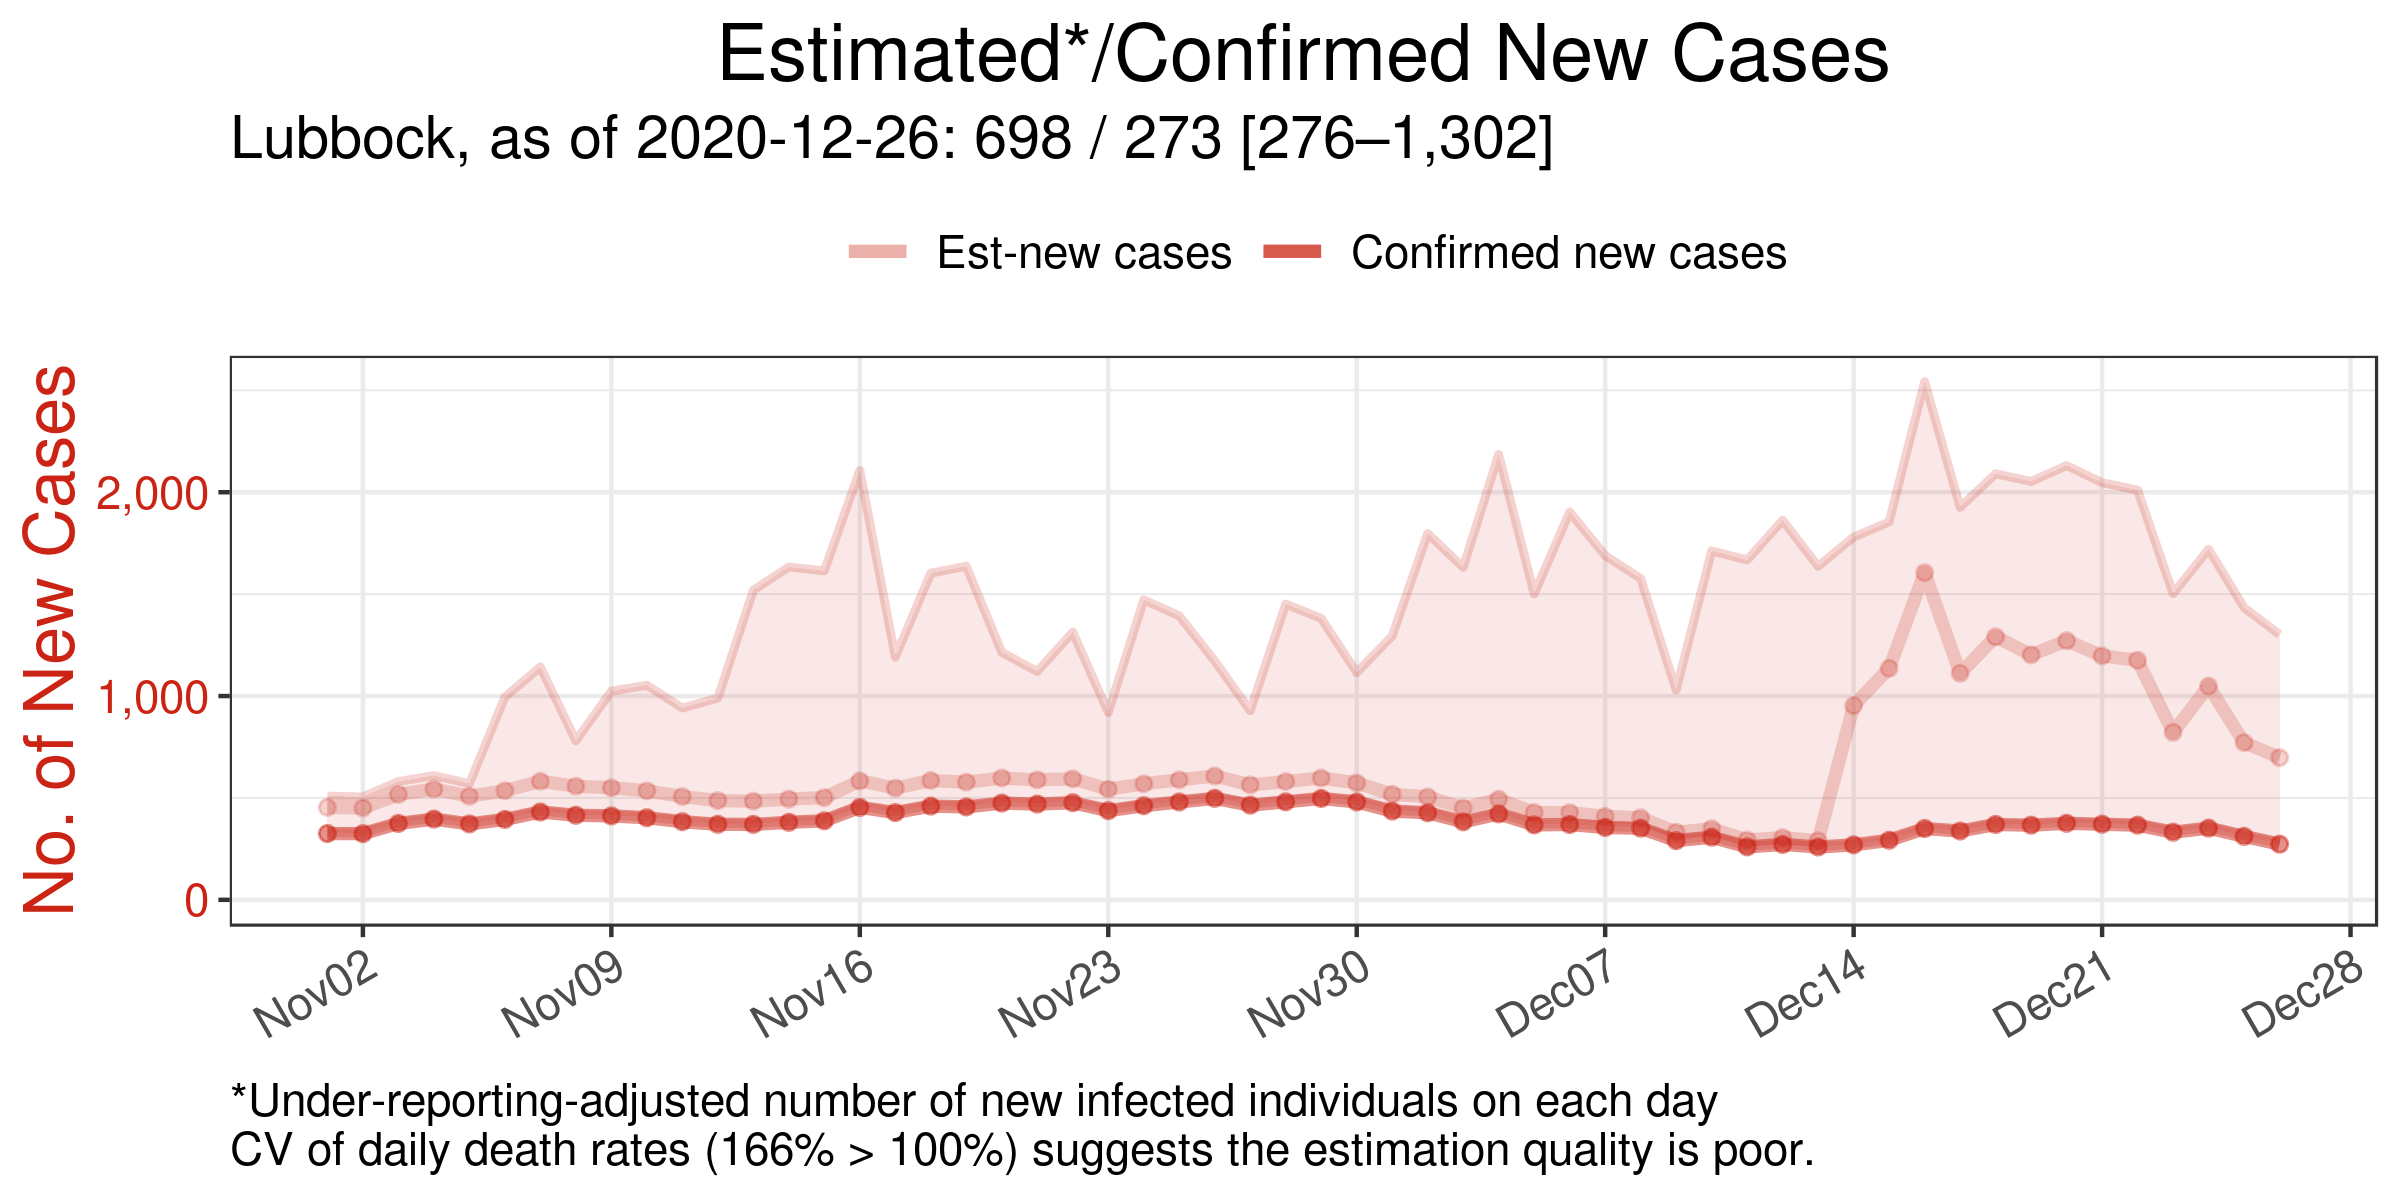 Estimated*/Confirmed New Cases
Lubbock, as of 2020-12-26: 698 / 273 [276–1,302]
Est-new cases Confirmed new cases
No. of New Cases
2,000
1,000
0
Nov02 Nov09 Nov16 Nov23 Nov30 Dec07 Dec14 Dec21 Dec28
*Under-reporting-adjusted number of new infected individuals on each day
CV of daily death rates (166% > 100%) suggests the estimation quality is poor.